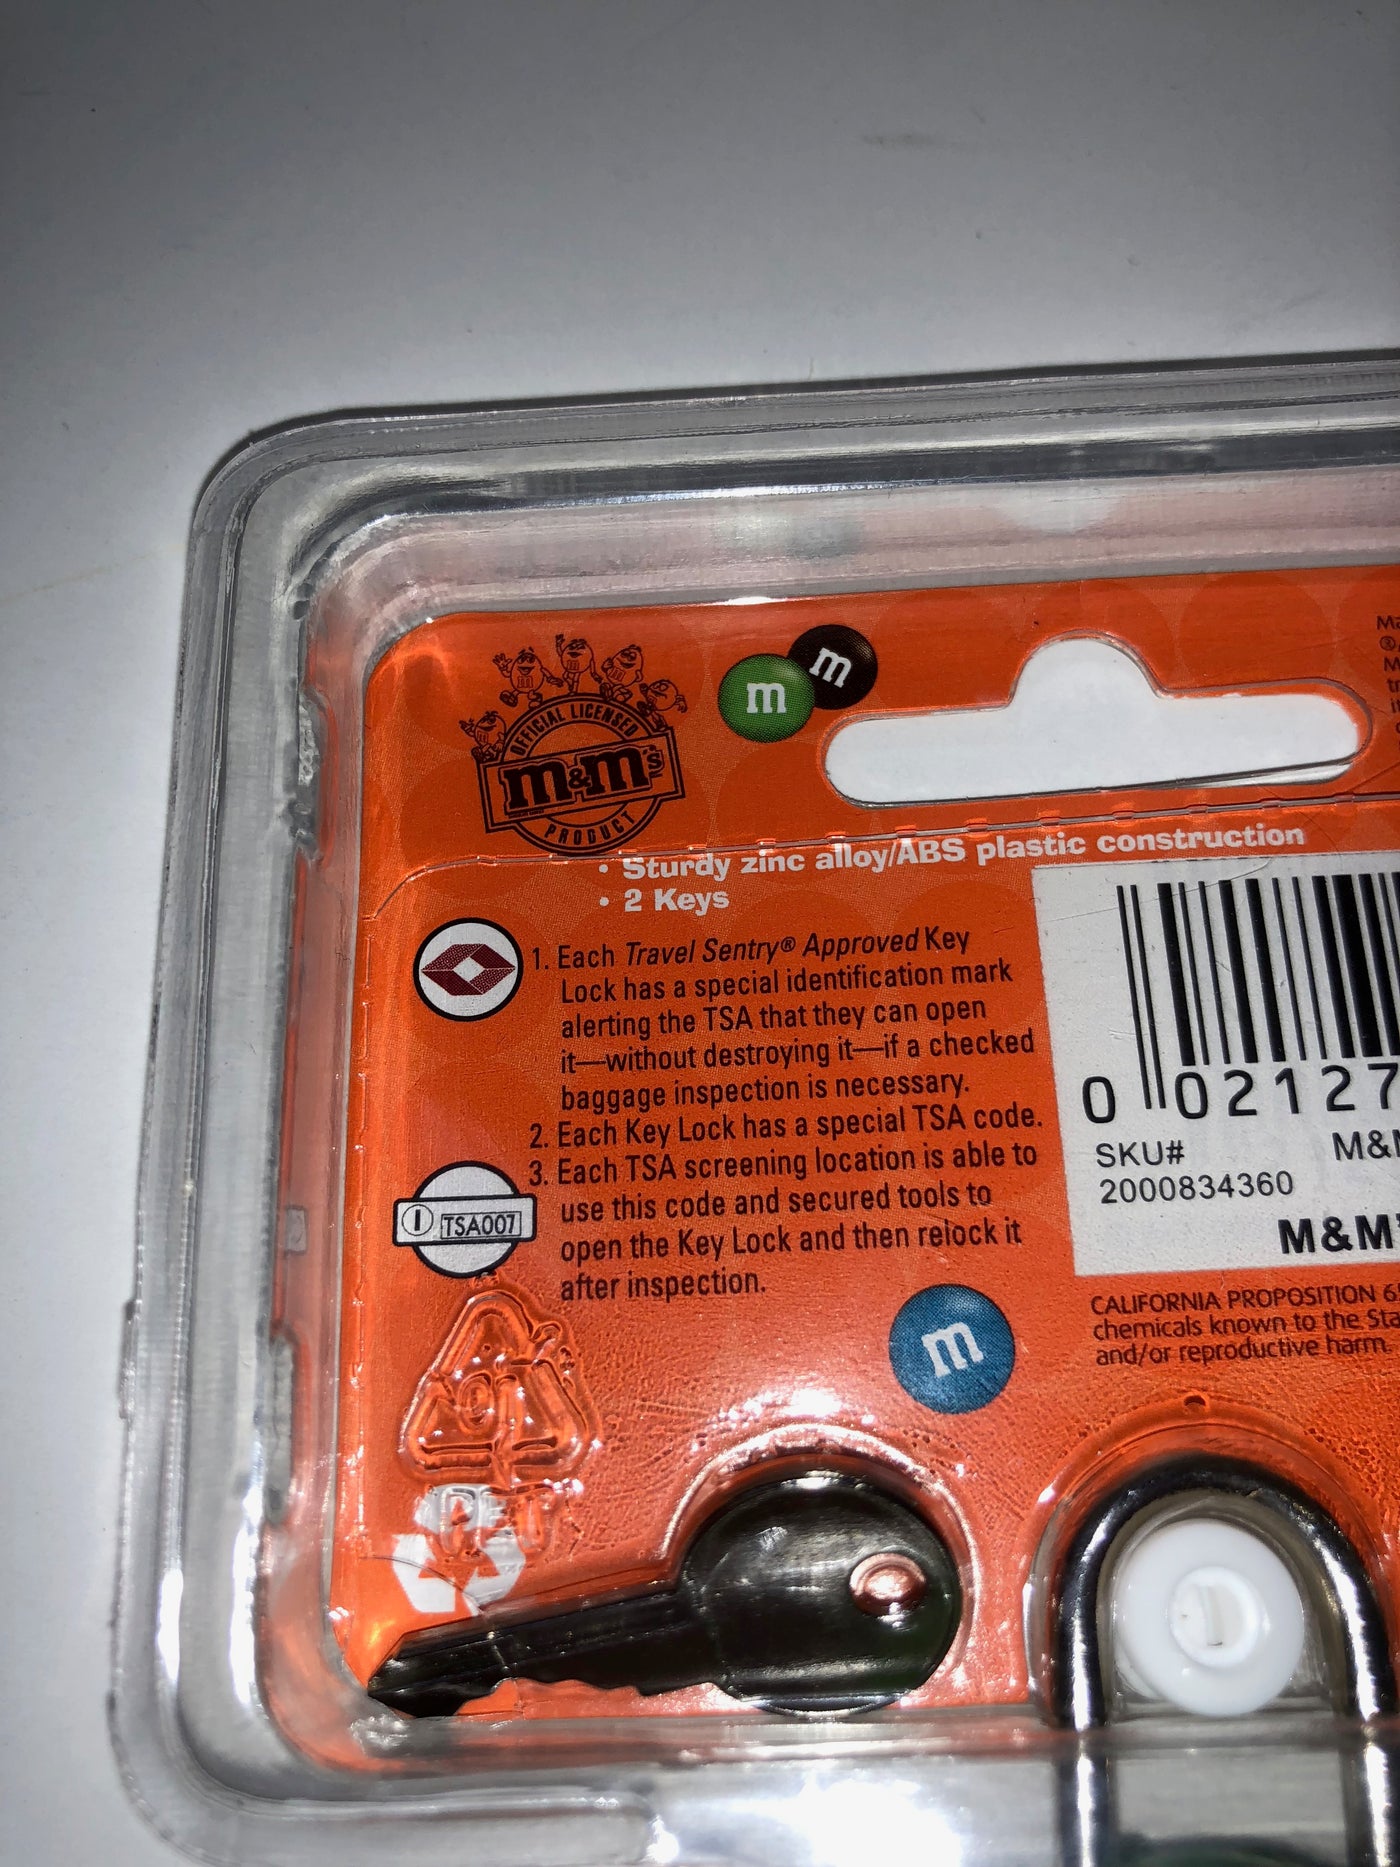 OFFICIAL LICENSED
m&m's
PRODUCT
m
m
• Sturdy zinc alloy/ABS plastic construction
• 2 Keys
1. Each Travel Sentry® Approved Key
Lock has a special identification mark
alerting the TSA that they can open
it—without destroying it—if a checked
baggage inspection is necessary.
2. Each Key Lock has a special TSA code.
3. Each TSA screening location is able to
use this code and secured tools to
open the Key Lock and then relock it
after inspection.
TSA007
m
0 02127
SKU#
2000834360
M&M'
CALIFORNIA PROPOSITION 65
chemicals known to the Sta
and/or reproductive harm.
PET